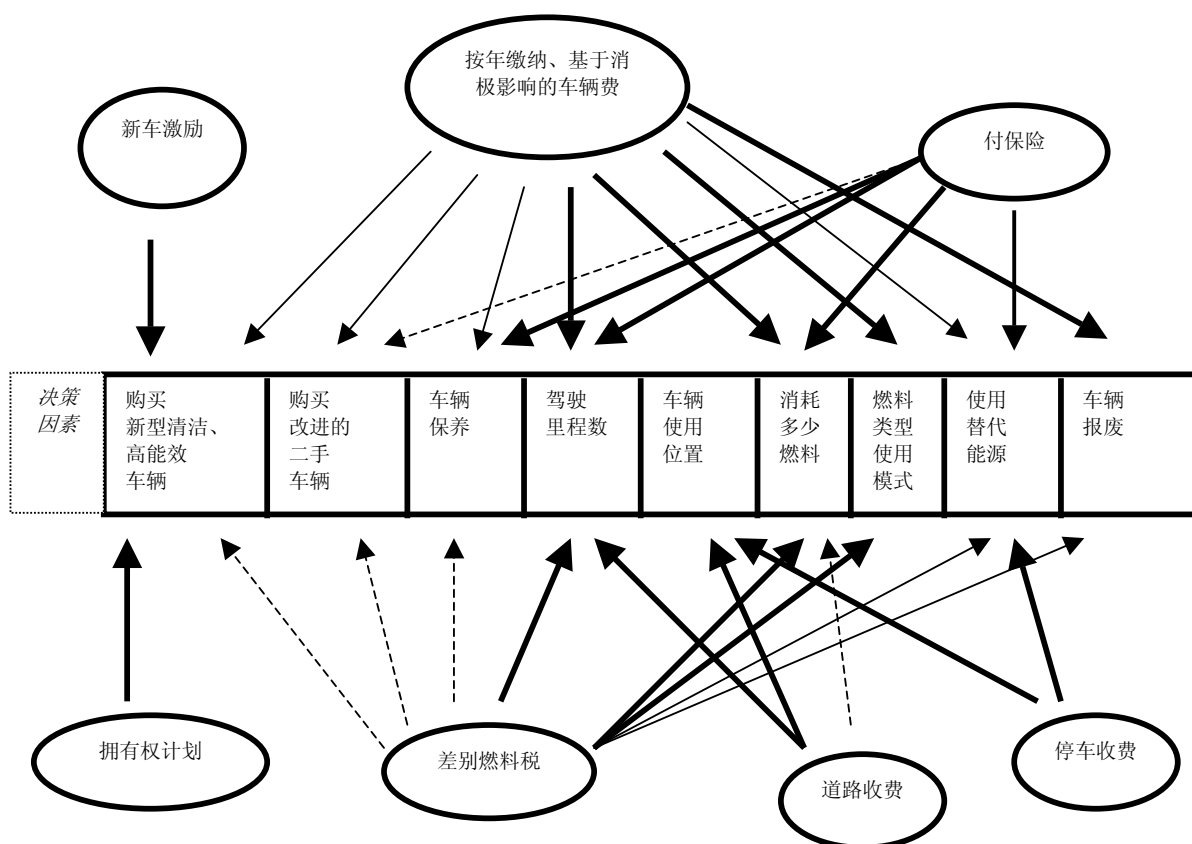 按年缴纳、基于消
极影响的车辆费
新车激励
付保险
决策
因素
购买
新型清洁、
高能效
车辆
购买
改进的
二手
车辆
车辆
保养
驾驶
里程数
车辆
使用
位置
消耗
多少
燃料
燃料
类型
使用
模式
使用
替代
能源
车辆
报废
拥有权计划
差别燃料税
道路收费
停车收费